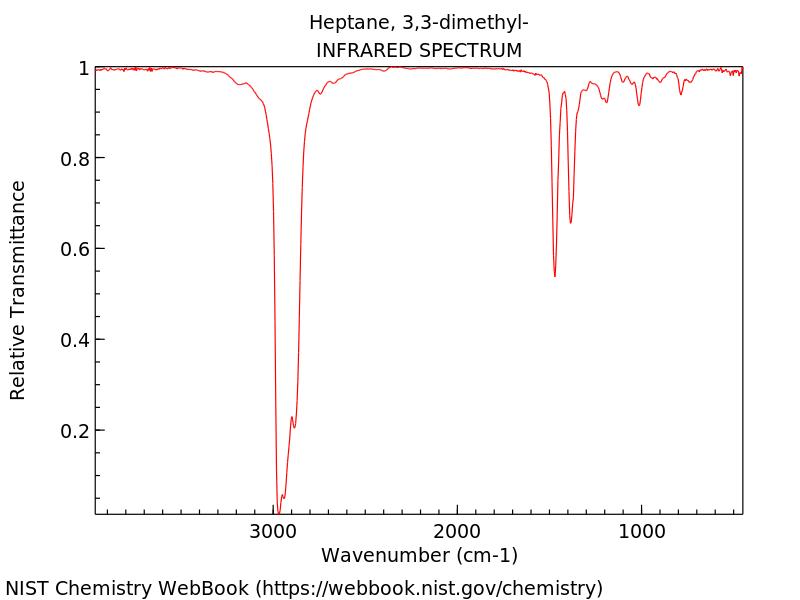 Heptane, 3,3-dimethyl-
INFRARED SPECTRUM
1
0.8
0.6
0.4
0.2
Relative Transmittance
3000 2000 1000
Wavenumber (cm-1)
NIST Chemistry WebBook (https://webbook.nist.gov/chemistry)